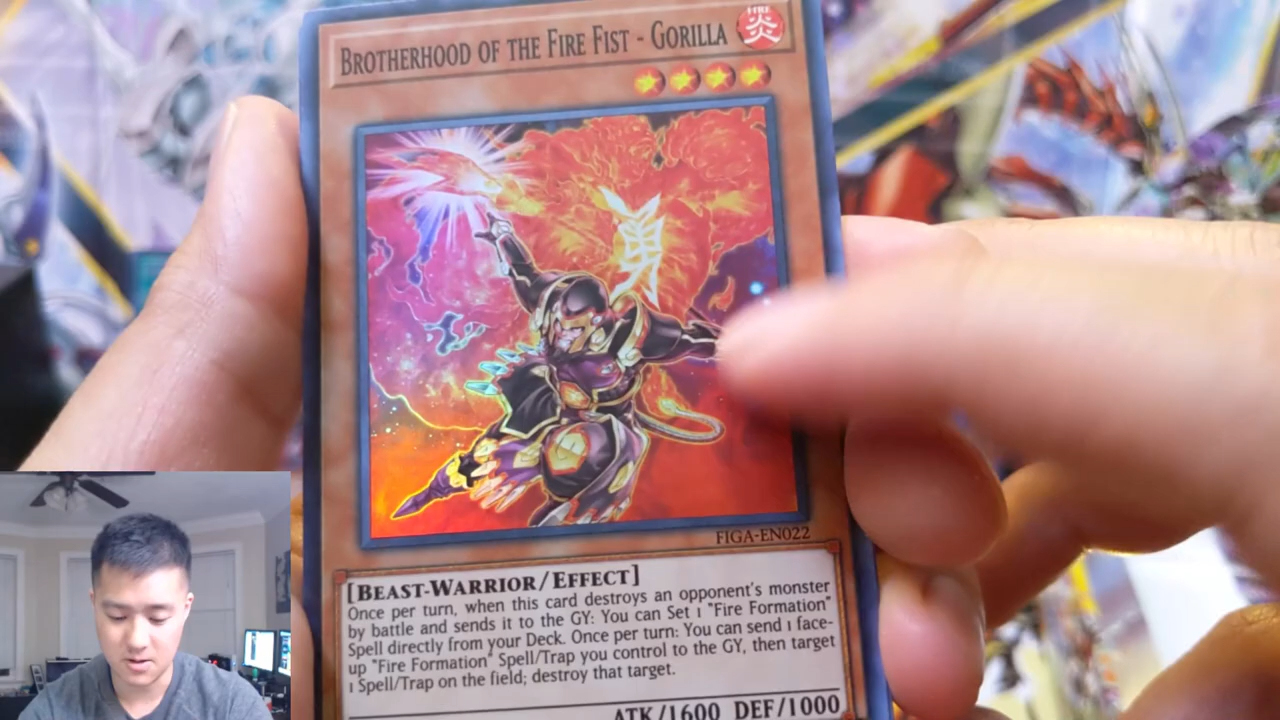 BROTHERHOOD OF THE FIRE FIST - GORILLA
FIRE
炎
勇
FIGA-EN022
[BEAST-WARRIOR/EFFECT]
Once per turn, when this card destroys an opponent's monster
by battle and sends it to the GY: You can Set 1 "Fire Formation"
Spell directly from your Deck. Once per turn: You can send 1 face-
up "Fire Formation" Spell/Trap you control to the GY, then target
1 Spell/Trap on the field; destroy that target.
ATK/1600 DEF/1000